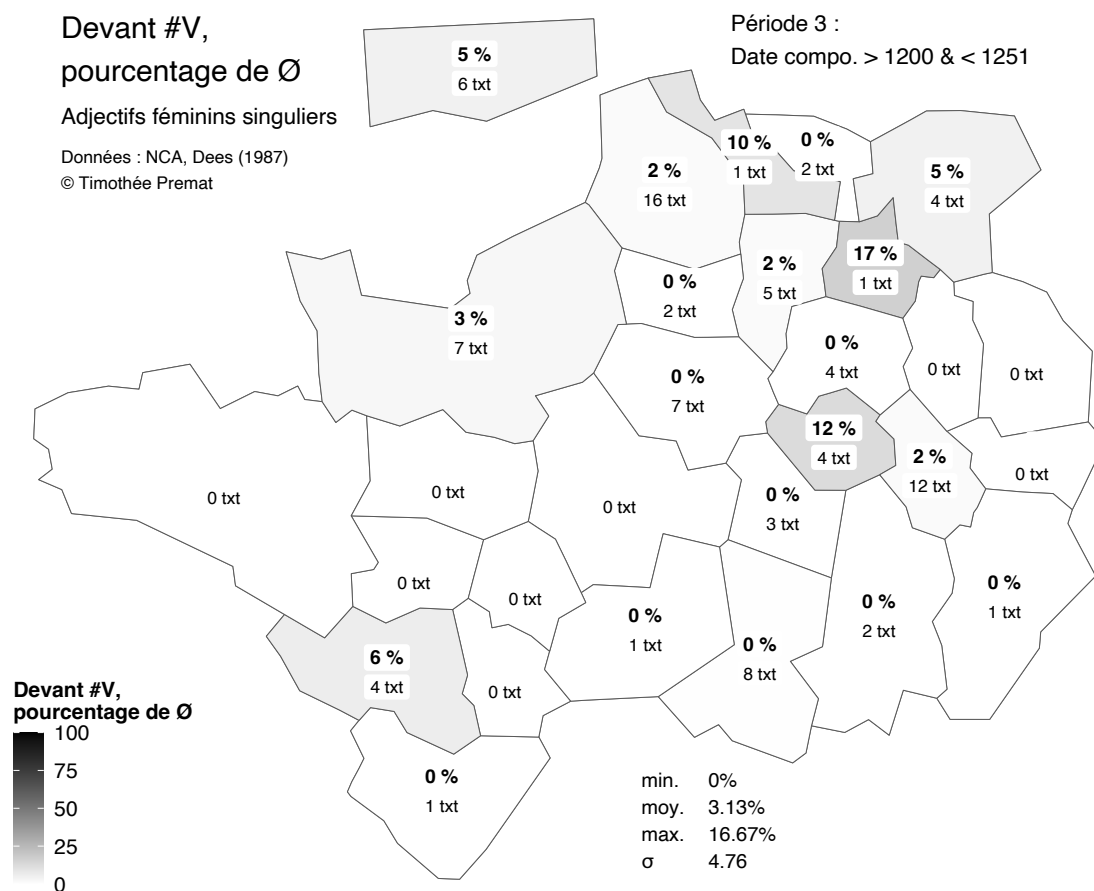 Devant #V,
pourcentage de Ø
Adjectifs féminins singuliers
Données : NCA, Dees (1987)
© Timothée Premat
Période 3 :
Date compo. > 1200 & < 1251
5 %
6 txt
10 %
1 txt
0 %
2 txt
2 %
16 txt
5 %
4 txt
17 %
1 txt
2 %
5 txt
0 %
2 txt
3 %
7 txt
0 %
4 txt
0 txt
0 txt
0 %
7 txt
12 %
4 txt
2 %
12 txt
0 txt
0 txt
0 txt
0 txt
0 %
3 txt
0 txt
0 txt
0 %
1 txt
0 %
2 txt
0 %
1 txt
0 %
8 txt
6 %
4 txt
0 txt
0 %
1 txt
Devant #V,
pourcentage de Ø
100
75
50
25
0
min. 0%
moy. 3.13%
max. 16.67%
σ 4.76